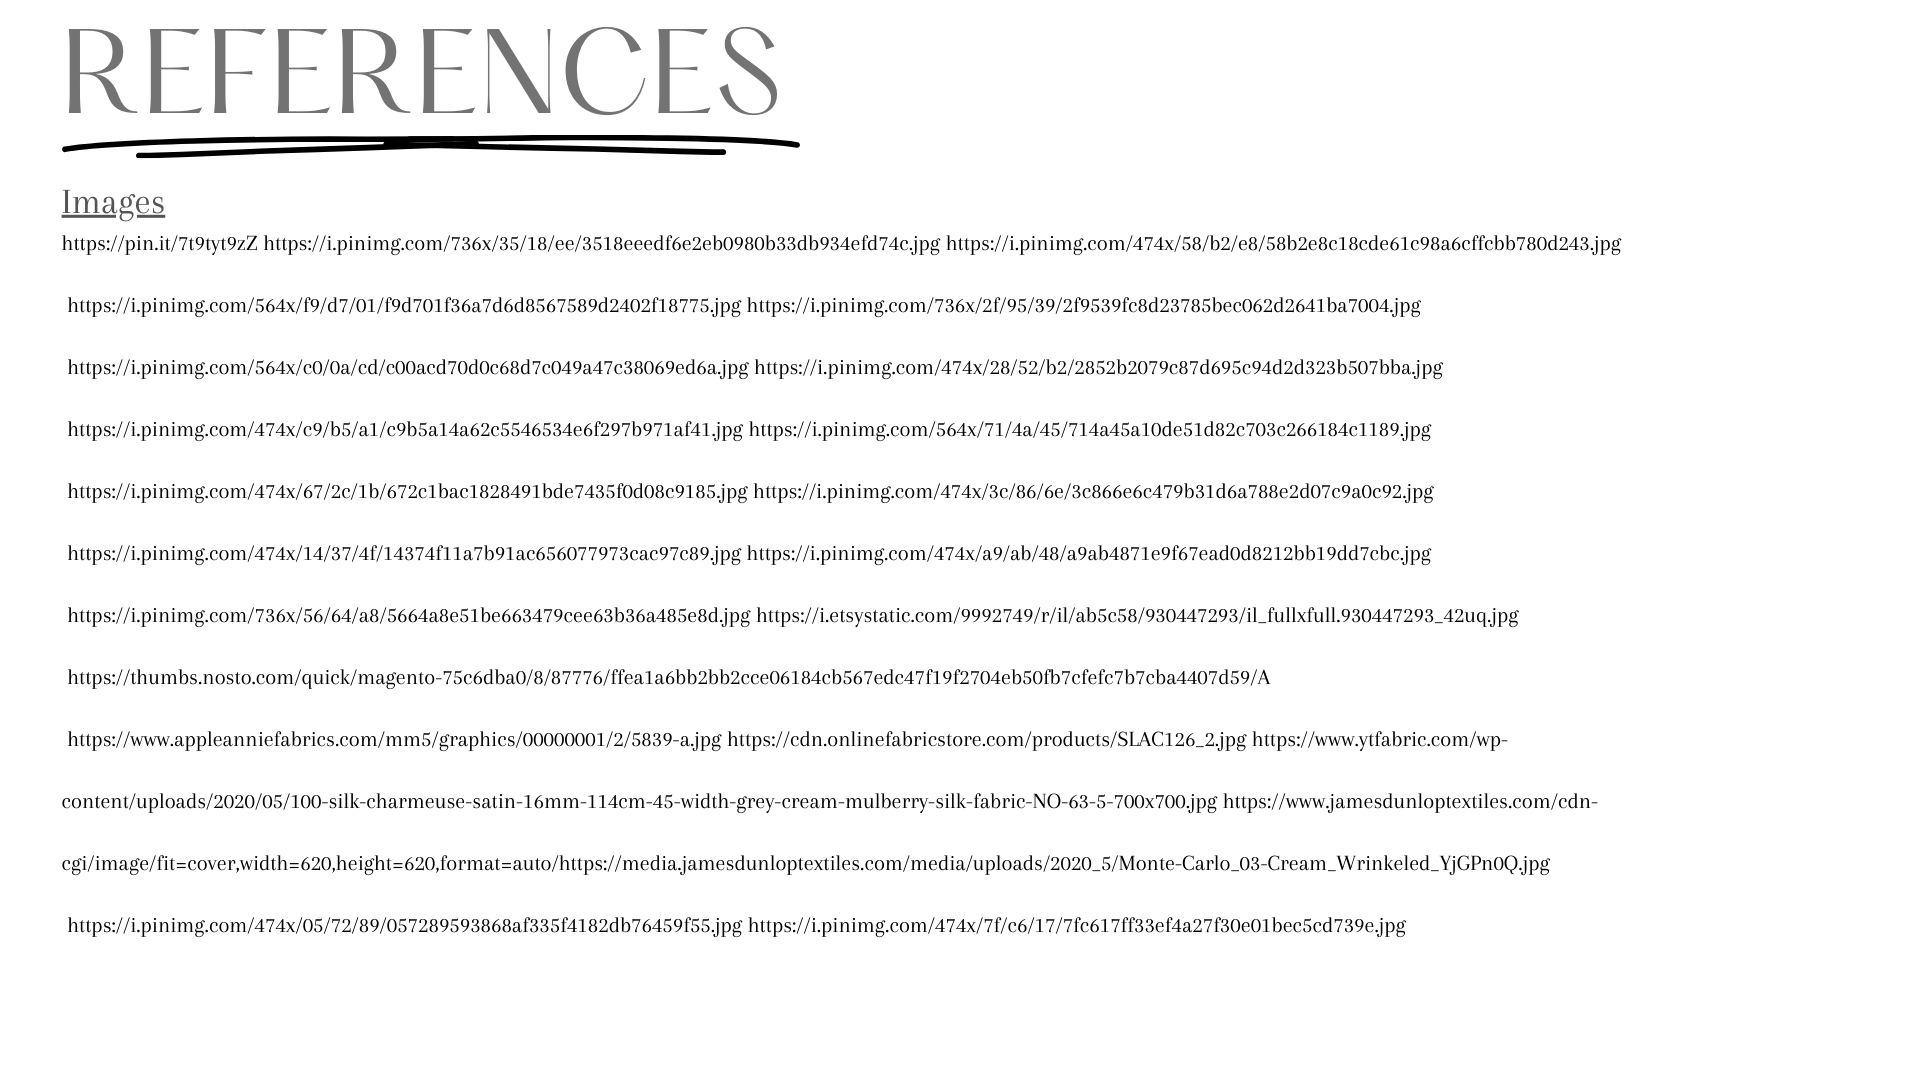 REFERENCES
Images
https://pin.it/7t9tyt9zZ https://i.pinimg.com/736x/35/18/ee/3518eeedf6e2eb0980b33db934efd74c.jpg https://i.pinimg.com/474x/58/b2/e8/58b2e8c18cde61c98a6cffcbb780d243.jpg
https://i.pinimg.com/564x/f9/d7/01/f9d701f36a7d6d8567589d2402f18775.jpg https://i.pinimg.com/736x/2f/95/39/2f9539fc8d23785bec062d2641ba7004.jpg
https://i.pinimg.com/564x/c0/0a/cd/c00acd70d0c68d7c049a47c38069ed6a.jpg https://i.pinimg.com/474x/28/52/b2/2852b2079c87d695c94d2d323b507bba.jpg
https://i.pinimg.com/474x/c9/b5/a1/c9b5a14a62c5546534e6f297b971af41.jpg https://i.pinimg.com/564x/71/4a/45/714a45a10de51d82c703c266184c1189.jpg
https://i.pinimg.com/474x/67/2c/1b/672c1bac1828491bde7435f0d08c9185.jpg https://i.pinimg.com/474x/3c/86/6e/3c866e6c479b31d6a788e2d07c9a0c92.jpg
https://i.pinimg.com/474x/14/37/4f/14374f11a7b91ac656077973cac97c89.jpg https://i.pinimg.com/474x/a9/ab/48/a9ab4871e9f67ead0d8212bb19dd7cbc.jpg
https://i.pinimg.com/736x/56/64/a8/5664a8e51be663479cee63b36a485e8d.jpg https://i.etsystatic.com/9992749/r/il/ab5c58/930447293/il_fullxfull.930447293_42uq.jpg
https://thumbs.nosto.com/quick/magento-75c6dba0/8/87776/ffea1a6bb2bb2cce06184cb567edc47f19f2704eb50fb7cfefc7b7cba4407d59/A
https://www.appleanniefabrics.com/mm5/graphics/00000001/2/5839-a.jpg https://cdn.onlinefabricstore.com/products/SLAC126_2.jpg https://www.ytfabric.com/wp-
content/uploads/2020/05/100-silk-charmeuse-satin-16mm-114cm-45-width-grey-cream-mulberry-silk-fabric-NO-63-5-700x700.jpg https://www.jamesdunloptextiles.com/cdn-
cgi/image/fit=cover,width=620,height=620,format=auto/https://media.jamesdunloptextiles.com/media/uploads/2020_5/Monte-Carlo_03-Cream_Wrinkeled_YjGPn0Q.jpg
https://i.pinimg.com/474x/05/72/89/057289593868af335f4182db76459f55.jpg https://i.pinimg.com/474x/7f/c6/17/7fc617ff33ef4a27f30e01bec5cd739e.jpg